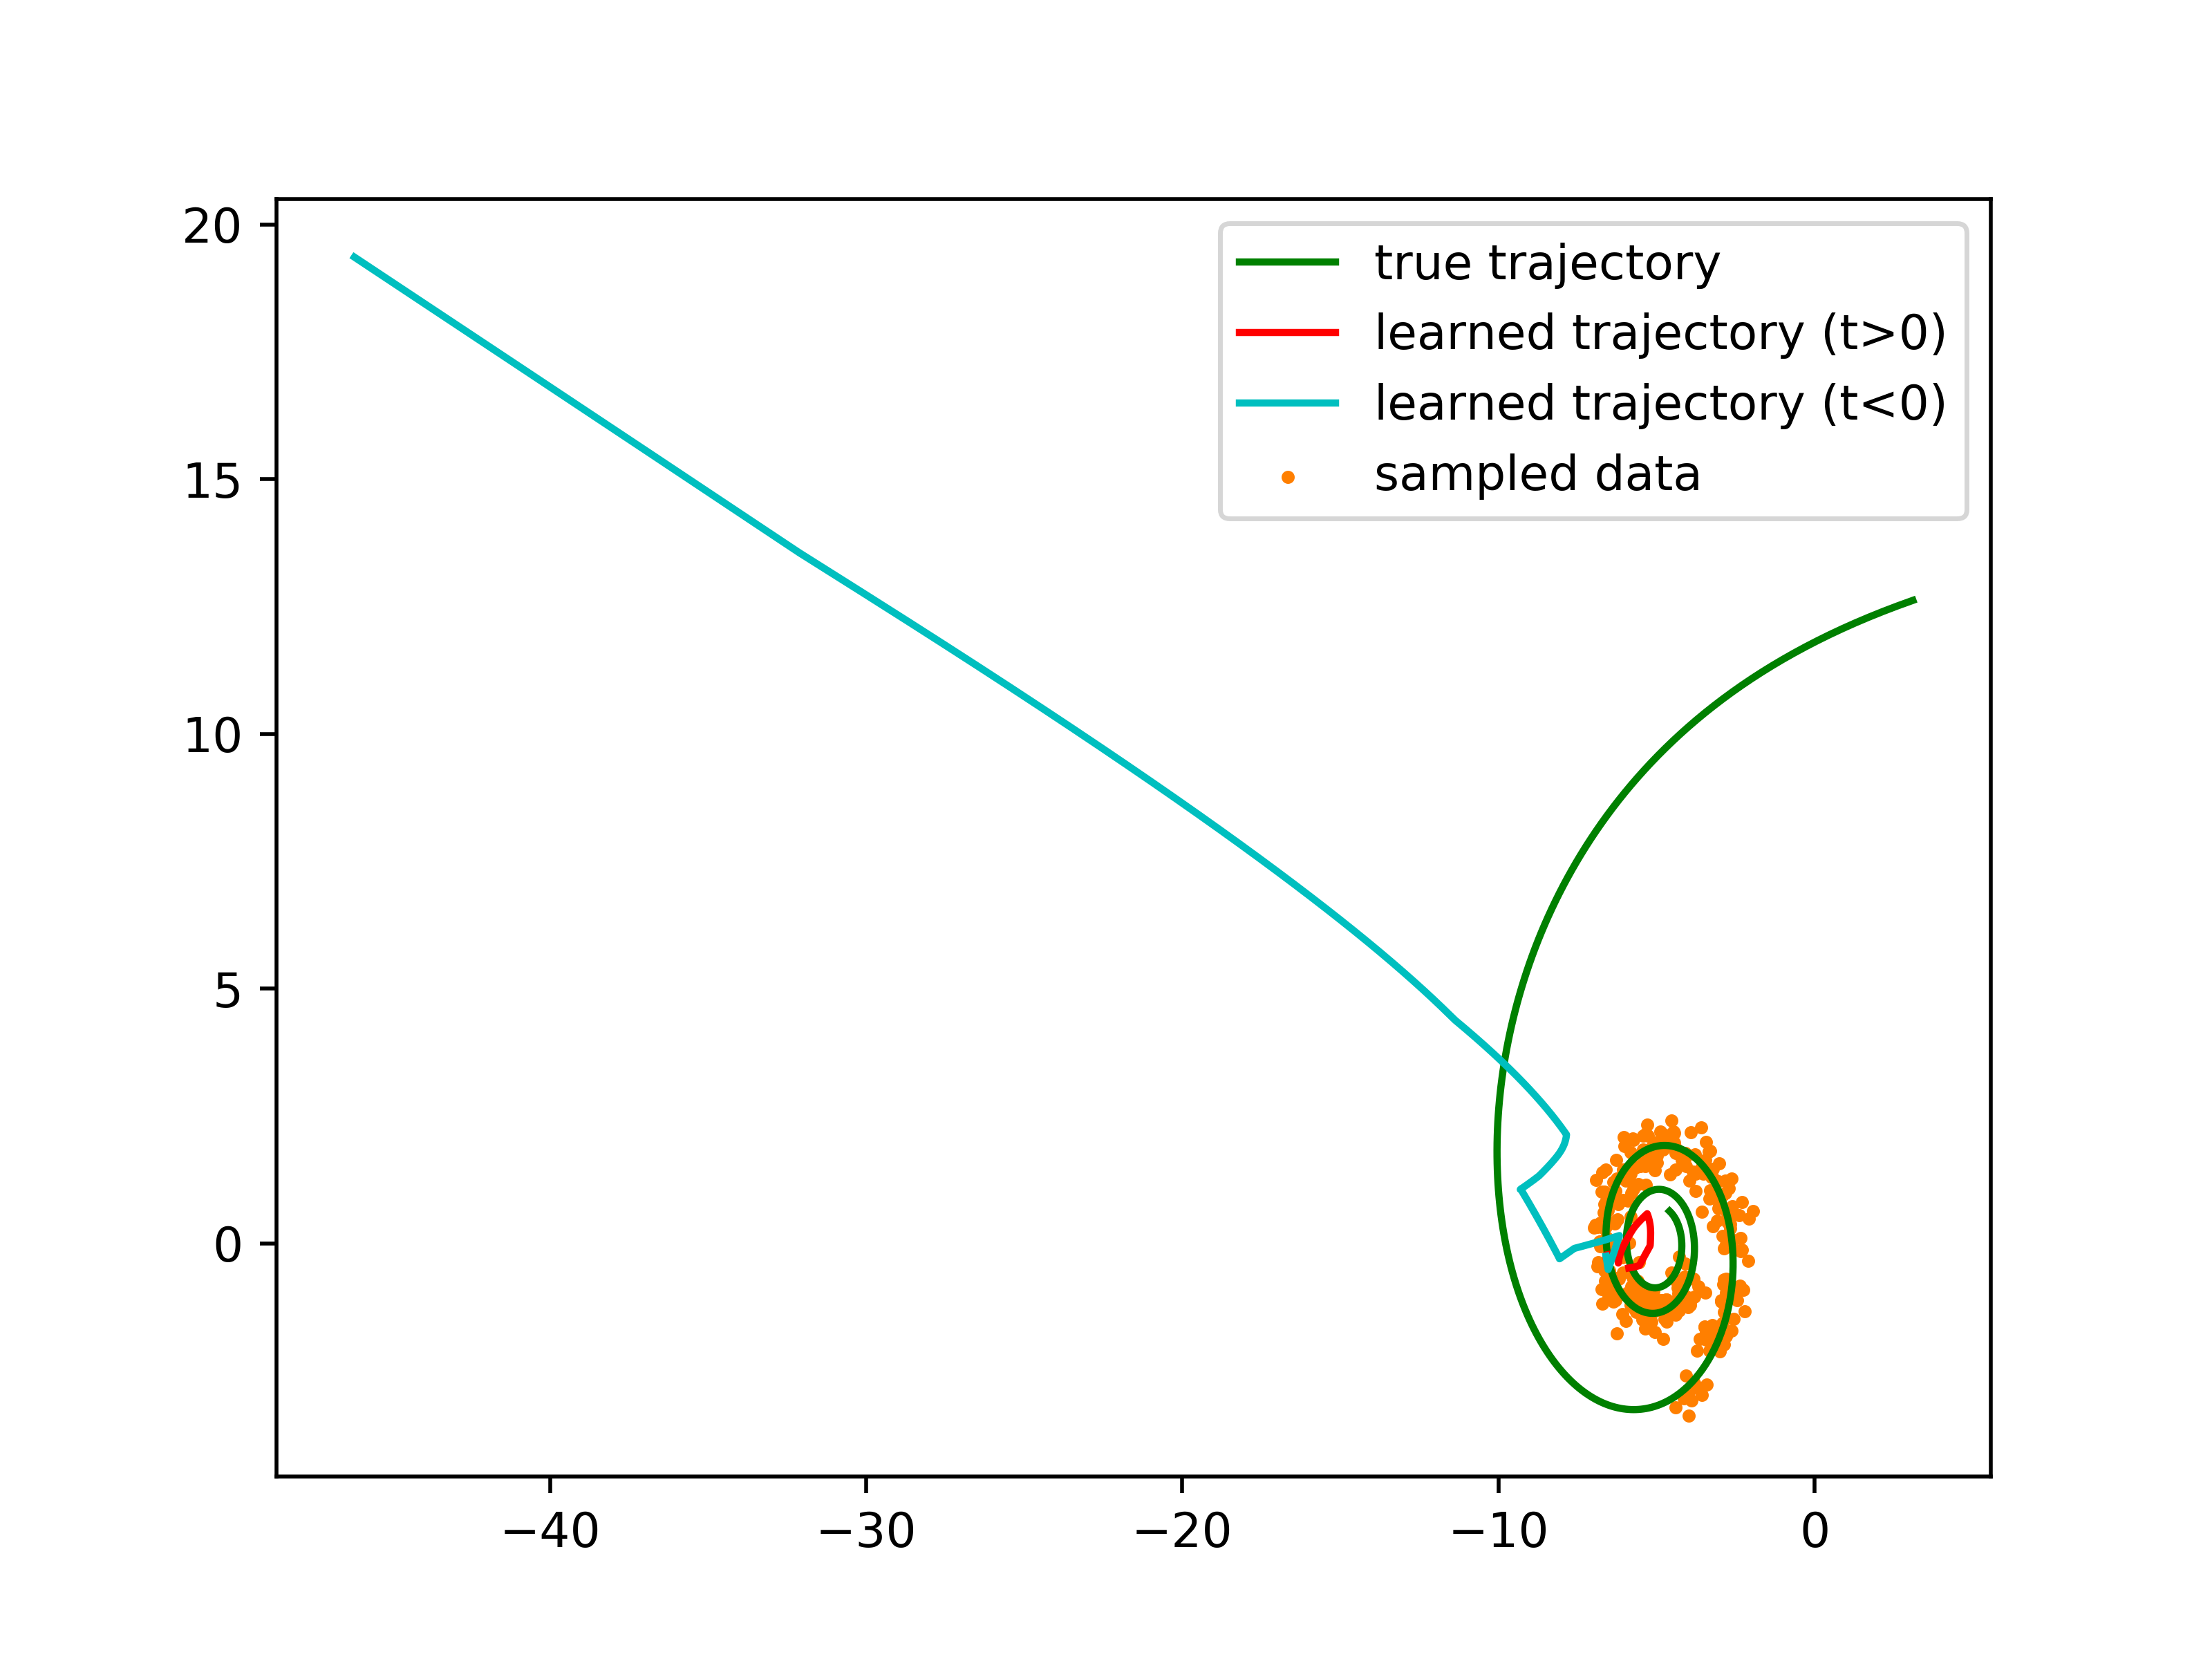 20
15
10
5
0
−40
−30
−20
−10
0
true trajectory
learned trajectory (t>0)
learned trajectory (t<0)
sampled data